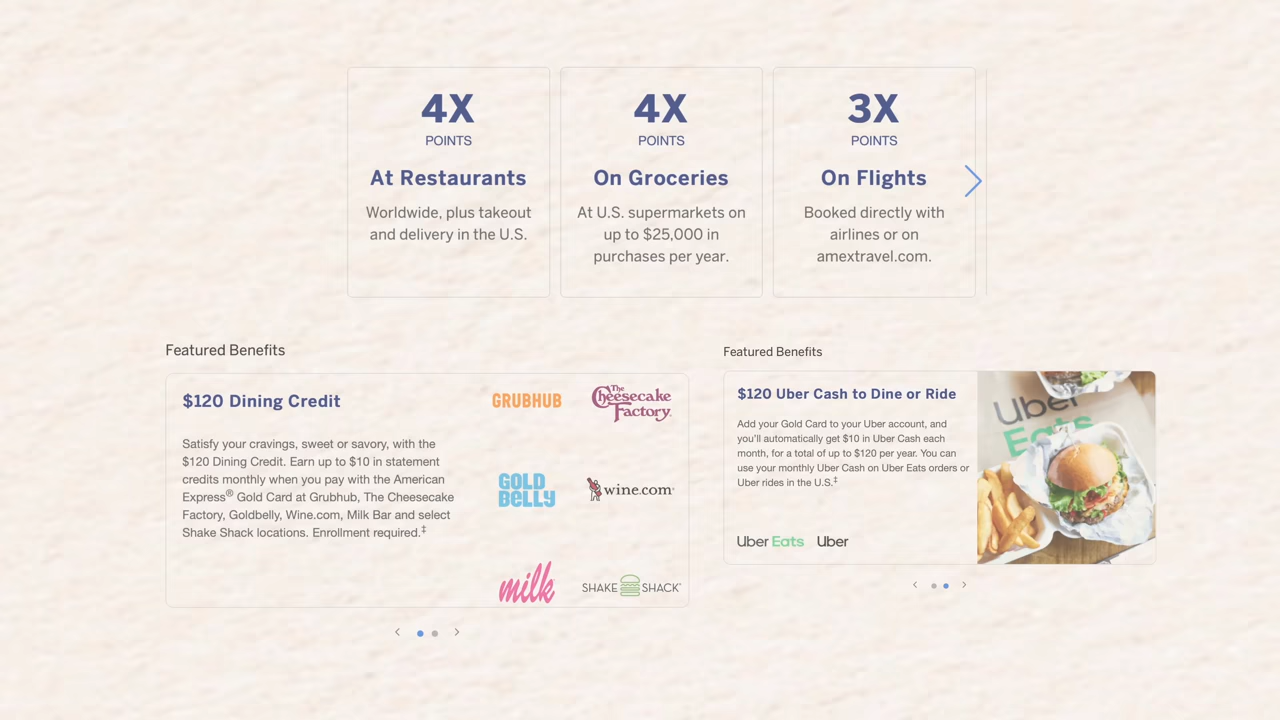 4X
POINTS
At Restaurants
Worldwide, plus takeout
and delivery in the U.S.
4X
POINTS
On Groceries
At U.S. supermarkets on
up to $25,000 in
purchases per year.
3X
POINTS
On Flights
Booked directly with
airlines or on
amextravel.com.
Featured Benefits
$120 Dining Credit
Satisfy your cravings, sweet or savory, with the
$120 Dining Credit. Earn up to $10 in statement
credits monthly when you pay with the American
Express® Gold Card at Grubhub, The Cheesecake
Factory, Goldbelly, Wine.com, Milk Bar and select
Shake Shack locations. Enrollment required.‡
GRUBHUB
The
Cheesecake
Factory
GOLD
BELLY
wine.com
milk
SHAKE SHACK
Featured Benefits
$120 Uber Cash to Dine or Ride
Add your Gold Card to your Uber account, and
you'll automatically get $10 in Uber Cash each
month, for a total of up to $120 per year. You can
use your monthly Uber Cash on Uber Eats orders or
Uber rides in the U.S.‡
Uber Eats Uber
Uber
Eats